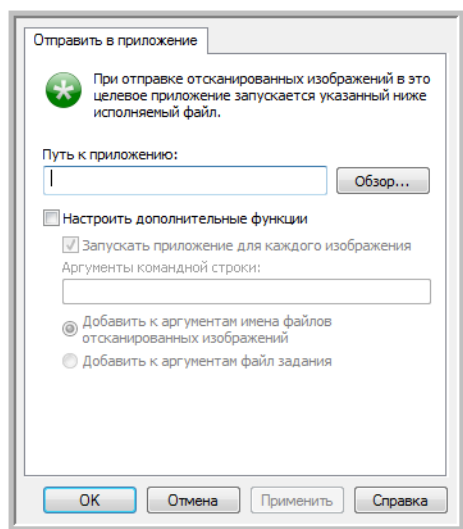 Отправить в приложение
При отправке отсканированных изображений в это
целевое приложение запускается указанный ниже
исполняемый файл.
Путь к приложению:
Обзор...
Настроить дополнительные функции
Запускать приложение для каждого изображения
Аргументы командной строки:
Добавить к аргументам имена файлов
отсканированных изображений
Добавить к аргументам файл задания
OK Отмена Применить Справка